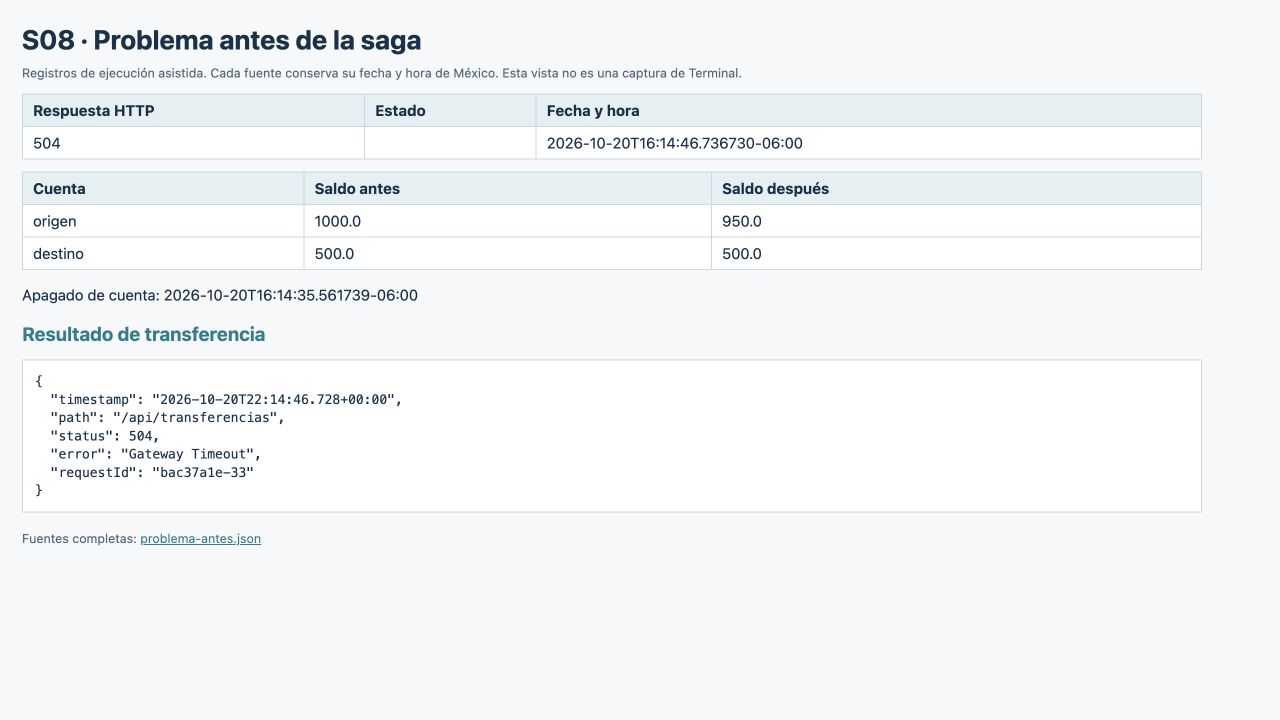 S08 · Problema antes de la saga
Registros de ejecución asistida. Cada fuente conserva su fecha y hora de México. Esta vista no es una captura de Terminal.
Respuesta HTTP Estado Fecha y hora
504 2026-10-20T16:14:46.736730-06:00
Cuenta Saldo antes Saldo después
origen 1000.0 950.0
destino 500.0 500.0
Apagado de cuenta: 2026-10-20T16:14:35.561739-06:00
Resultado de transferencia
{
"timestamp": "2026-10-20T22:14:46.728+00:00",
"path": "/api/transferencias",
"status": 504,
"error": "Gateway Timeout",
"requestId": "bac37a1e-33"
}
Fuentes completas: problema-antes.json